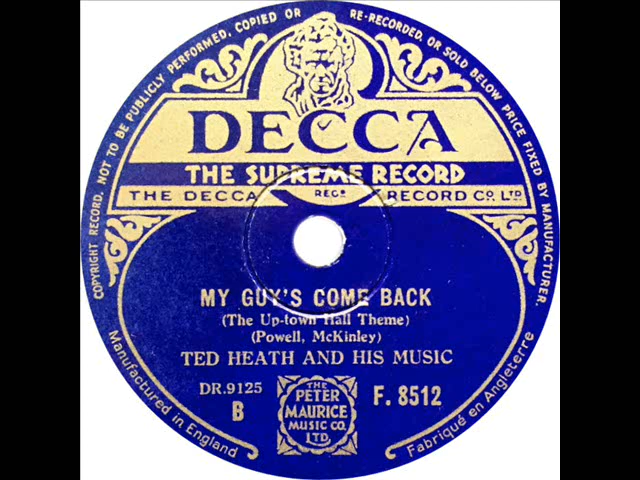 COPYRIGHT RECORD. NOT TO BE PUBLICLY PERFORMED, COPIED OR RE-RECORDED, OR SOLD BELOW PRICE FIXED BY MANUFACTURER.
DECCA
THE SUPREME RECORD
THE DECCA REGD RECORD CO. LTD
MY GUY'S COME BACK
(The Up-town Hall Theme)
(Powell, McKinley)
TED HEATH AND HIS MUSIC
DR.9125
B
THE
PETER
MAURICE
MUSIC CO.
LTD.
F. 8512
Manufactured in England
Fabriqué en Angleterre